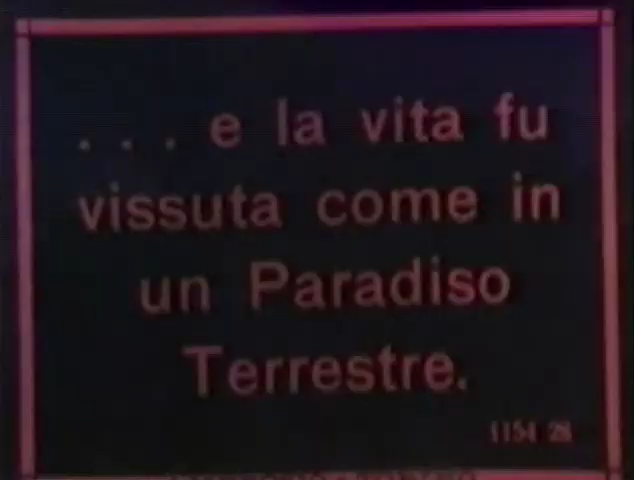 . . . e la vita fu
vissuta come in
un Paradiso
Terrestre.
1154 28